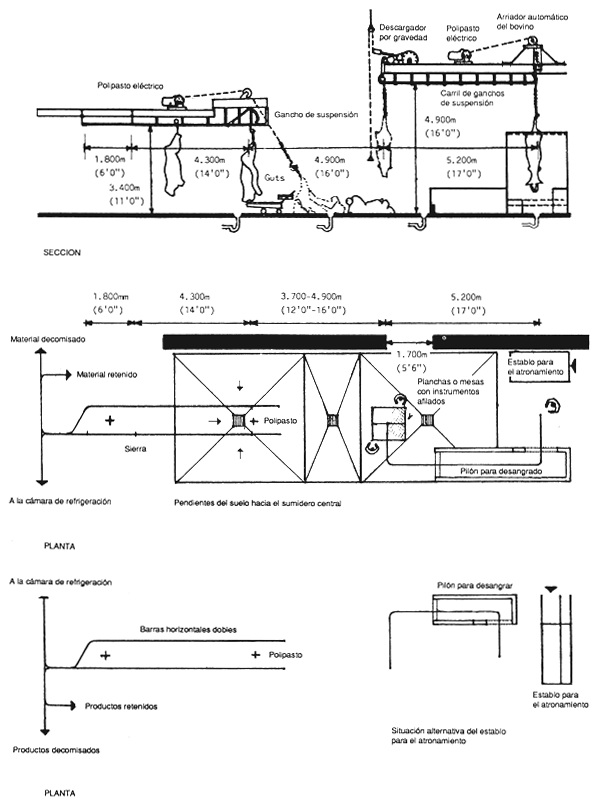 Descargador
por gravedad
Polipasto
eléctrico
Arriador automático
del bovino
Polipasto eléctrico
Gancho de suspensión
Carril de ganchos
de suspensión
4.900m
(16'0")
1.800m
(6'0")
4.300m
(14'0")
4.900m
(16'0")
5.200m
(17'0")
3.400m
(11'0")
Guts
SECCION
1.800mm
(6'0")
4.300m
(14'0")
3.700-4.900m
(12'0"-16'0")
5.200m
(17'0")
Material decomisado
1.700m
(5'6")
Establo para
el atronamiento
Material retenido
Planchas o mesas
con instrumentos
afilados
Polipasto
Sierra
Pilón para desangrado
A la cámara de refrigeración
Pendientes del suelo hacia el sumidero central
PLANTA
A la cámara de refrigeración
Pilón para desangrar
Barras horizontales dobles
Polipasto
Establo para
el atronamiento
Productos retenidos
Situación alternativa del establo
para el atronamiento
Productos decomisados
PLANTA